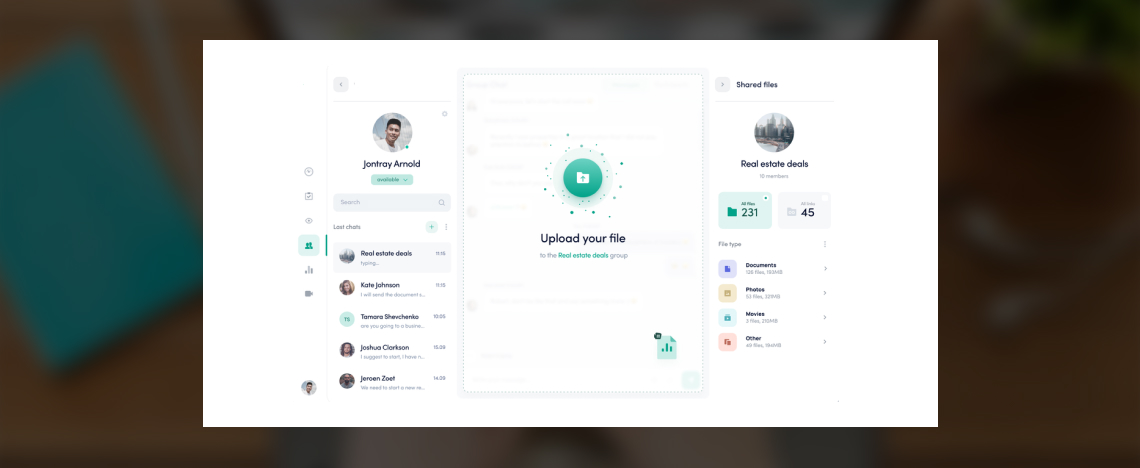 Jontray Arnold
available
Search
Last chats
Real estate deals 11:15
typing...
Kate Johnson 11:15
I will send the document s...
Tamara Shevchenko 10:05
TS
are you going to a busine...
Joshua Clarkson 15:09
I suggest to start, I have n...
Jeroen Zoet 14:09
We need to start a new re...
Upload your file
to the Real estate deals group
Shared files
Real estate deals
10 members
All files
231
45
File type
Documents
126 files, 193MB
Photos
53 files, 321MB
Movies
3 files, 210MB
Other
49 files, 194MB